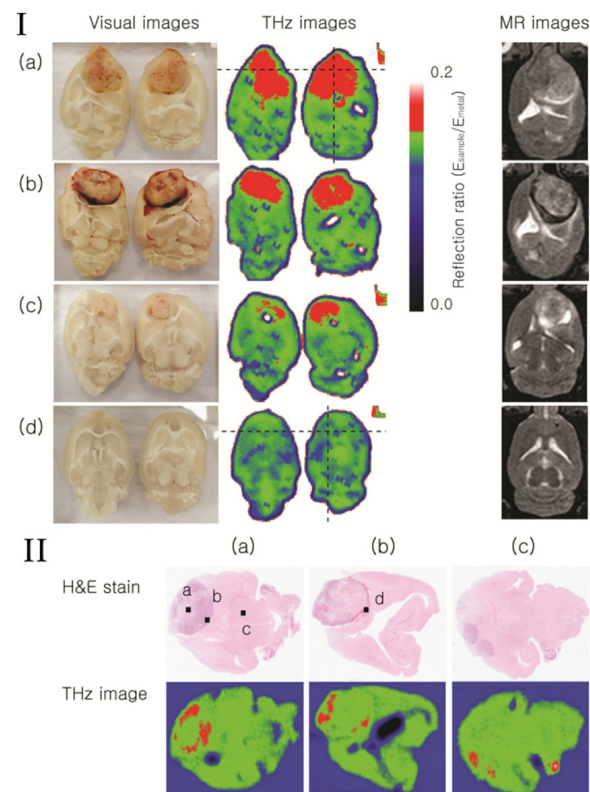 I
Visual images
THz images
MR images
(a)
0.2
Reflection ratio (Esample/Emetal)
0.0
(b)
(c)
(d)
II
(a)
(b)
(c)
H&E stain
a
b
c
d
THz image